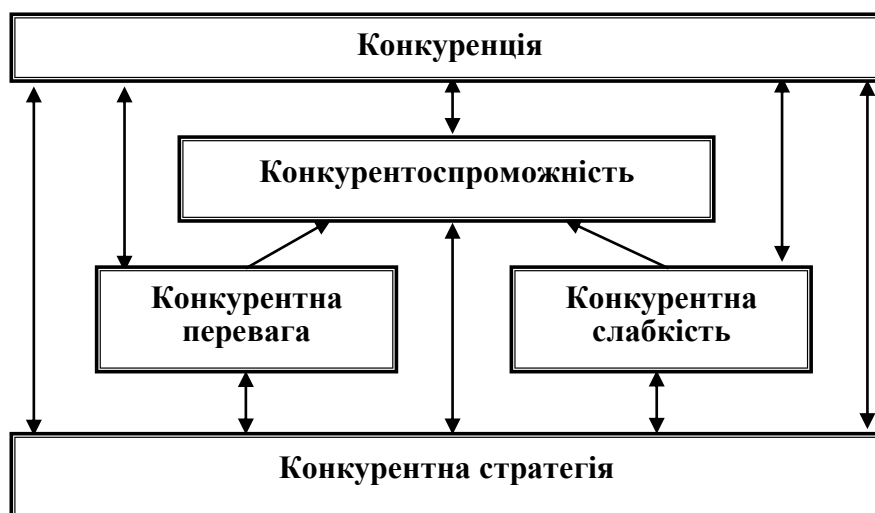 Конкуренція
Конкурентоспроможність
Конкурентна
перевага
Конкурентна
слабкість
Конкурентна стратегія